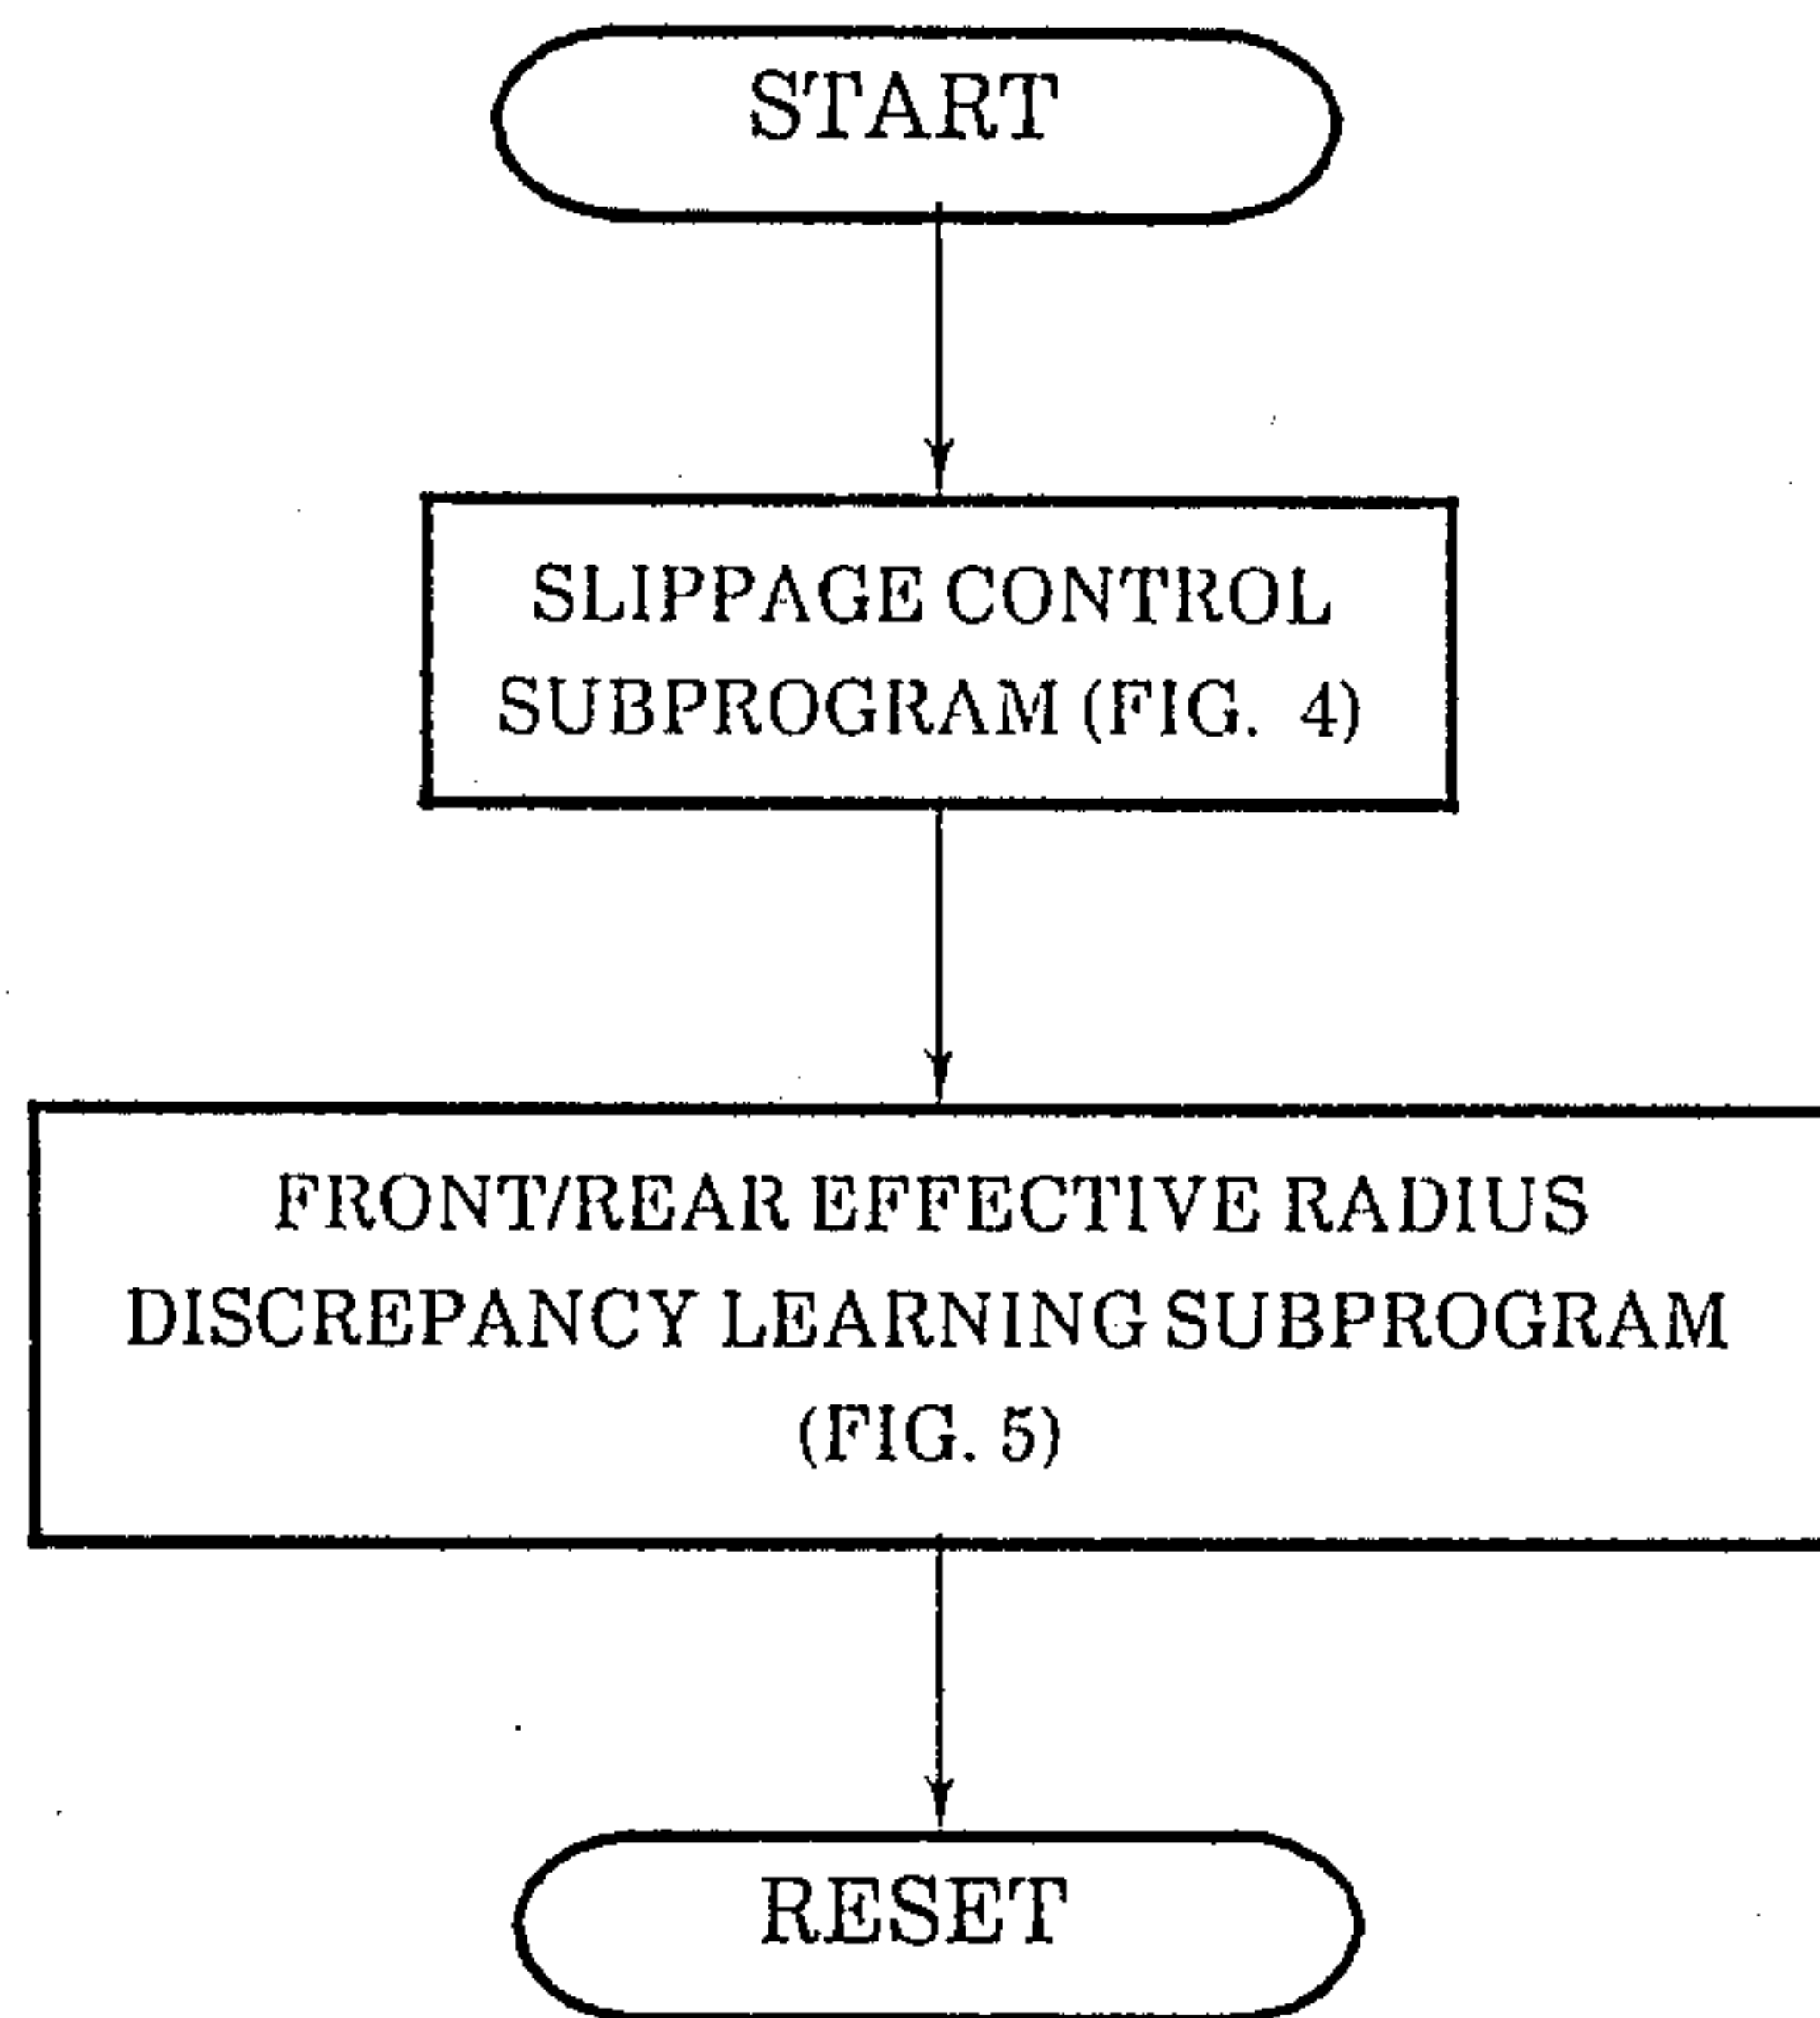 START
SLIPPAGE CONTROL
SUBPROGRAM (FIG. 4)
FRONT/REAR EFFECTIVE RADIUS
DISCREPANCY LEARNING SUBPROGRAM
(FIG. 5)
RESET